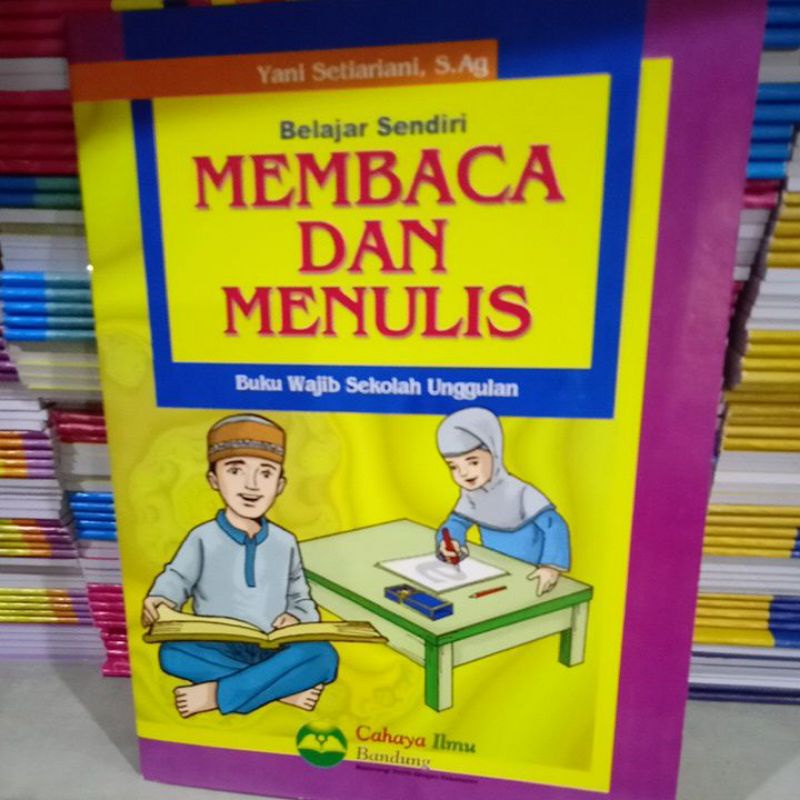 Yani Setiariani, S.Ag
Belajar Sendiri
MEMBACA
DAN
MENULIS
Buku Wajib Sekolah Unggulan
Cahaya Ilmu
Bandung